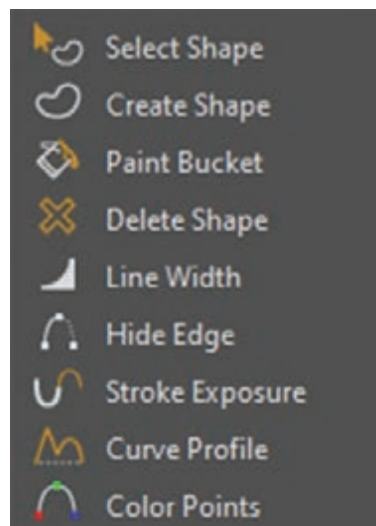 Select Shape
Create Shape
Paint Bucket
Delete Shape
Line Width
Hide Edge
Stroke Exposure
Curve Profile
Color Points